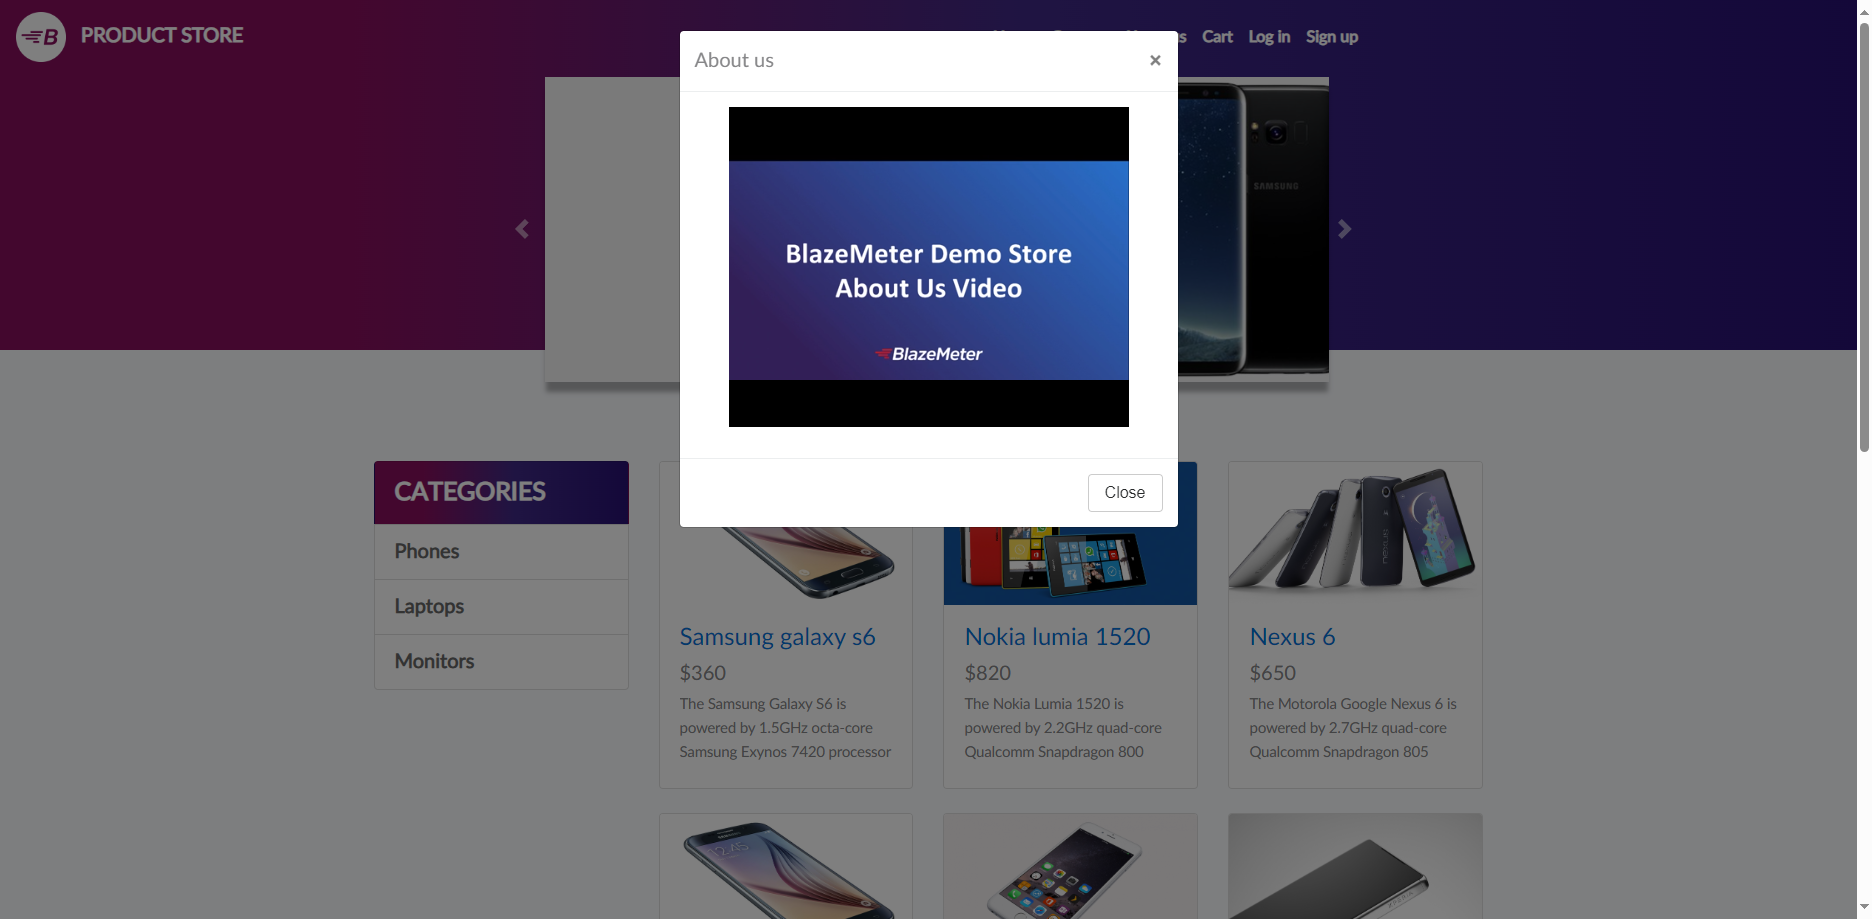 PRODUCT STORE
Cart
Log in
Sign up
About us
×
SAMSUNG
BlazeMeter Demo Store
About Us Video
BlazeMeter
Close
CATEGORIES
Phones
Laptops
Monitors
Samsung galaxy s6
$360
The Samsung Galaxy S6 is
powered by 1.5GHz octa-core
Samsung Exynos 7420 processor
Nokia lumia 1520
$820
The Nokia Lumia 1520 is
powered by 2.2GHz quad-core
Qualcomm Snapdragon 800
Nexus 6
$650
The Motorola Google Nexus 6 is
powered by 2.7GHz quad-core
Qualcomm Snapdragon 805
12:45